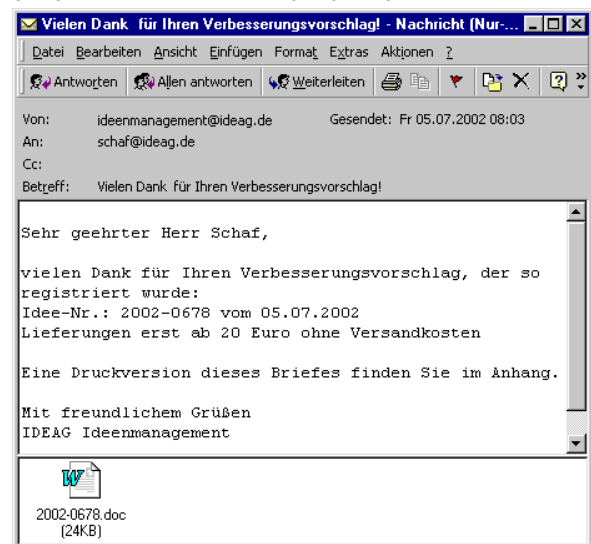 Vielen Dank für Ihren Verbesserungsvorschlag! - Nachricht (Nur-...
Datei Bearbeiten Ansicht Einfügen Format Extras Aktionen ?
Antworten Allen antworten Weiterleiten
Von: ideenmanagement@ideag.de Gesendet: Fr 05.07.2002 08:03
An: schaf@ideag.de
Cc:
Betreff: Vielen Dank für Ihren Verbesserungsvorschlag!
Sehr geehrter Herr Schaf,
vielen Dank für Ihren Verbesserungsvorschlag, der so
registriert wurde:
Idee-Nr.: 2002-0678 vom 05.07.2002
Lieferungen erst ab 20 Euro ohne Versandkosten
Eine Druckversion dieses Briefes finden Sie im Anhang.
Mit freundlichem Grüßen
IDEAG Ideenmanagement
2002-0678.doc
(24KB)